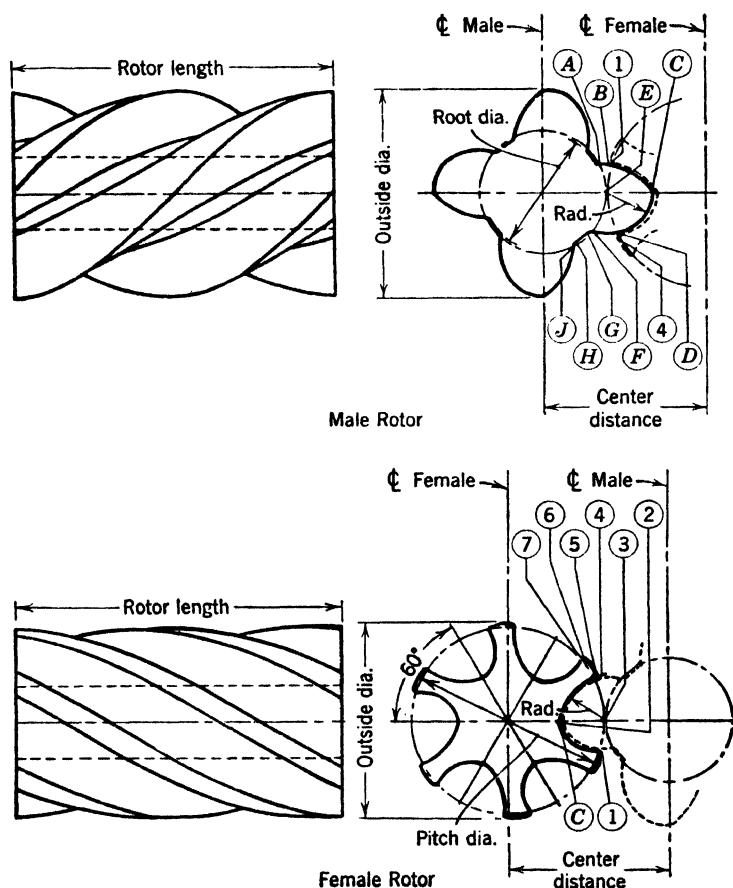 ℄ Male
℄ Female
Rotor length
A
1
C
B
E
Root dia.
Outside dia.
Rad.
J
G
4
H
F
D
Center
distance
Male Rotor
℄ Female
℄ Male
6
4
2
7
5
3
Rotor length
60°
Outside dia.
Rad.
Pitch dia.
C
1
Center
distance
Female Rotor